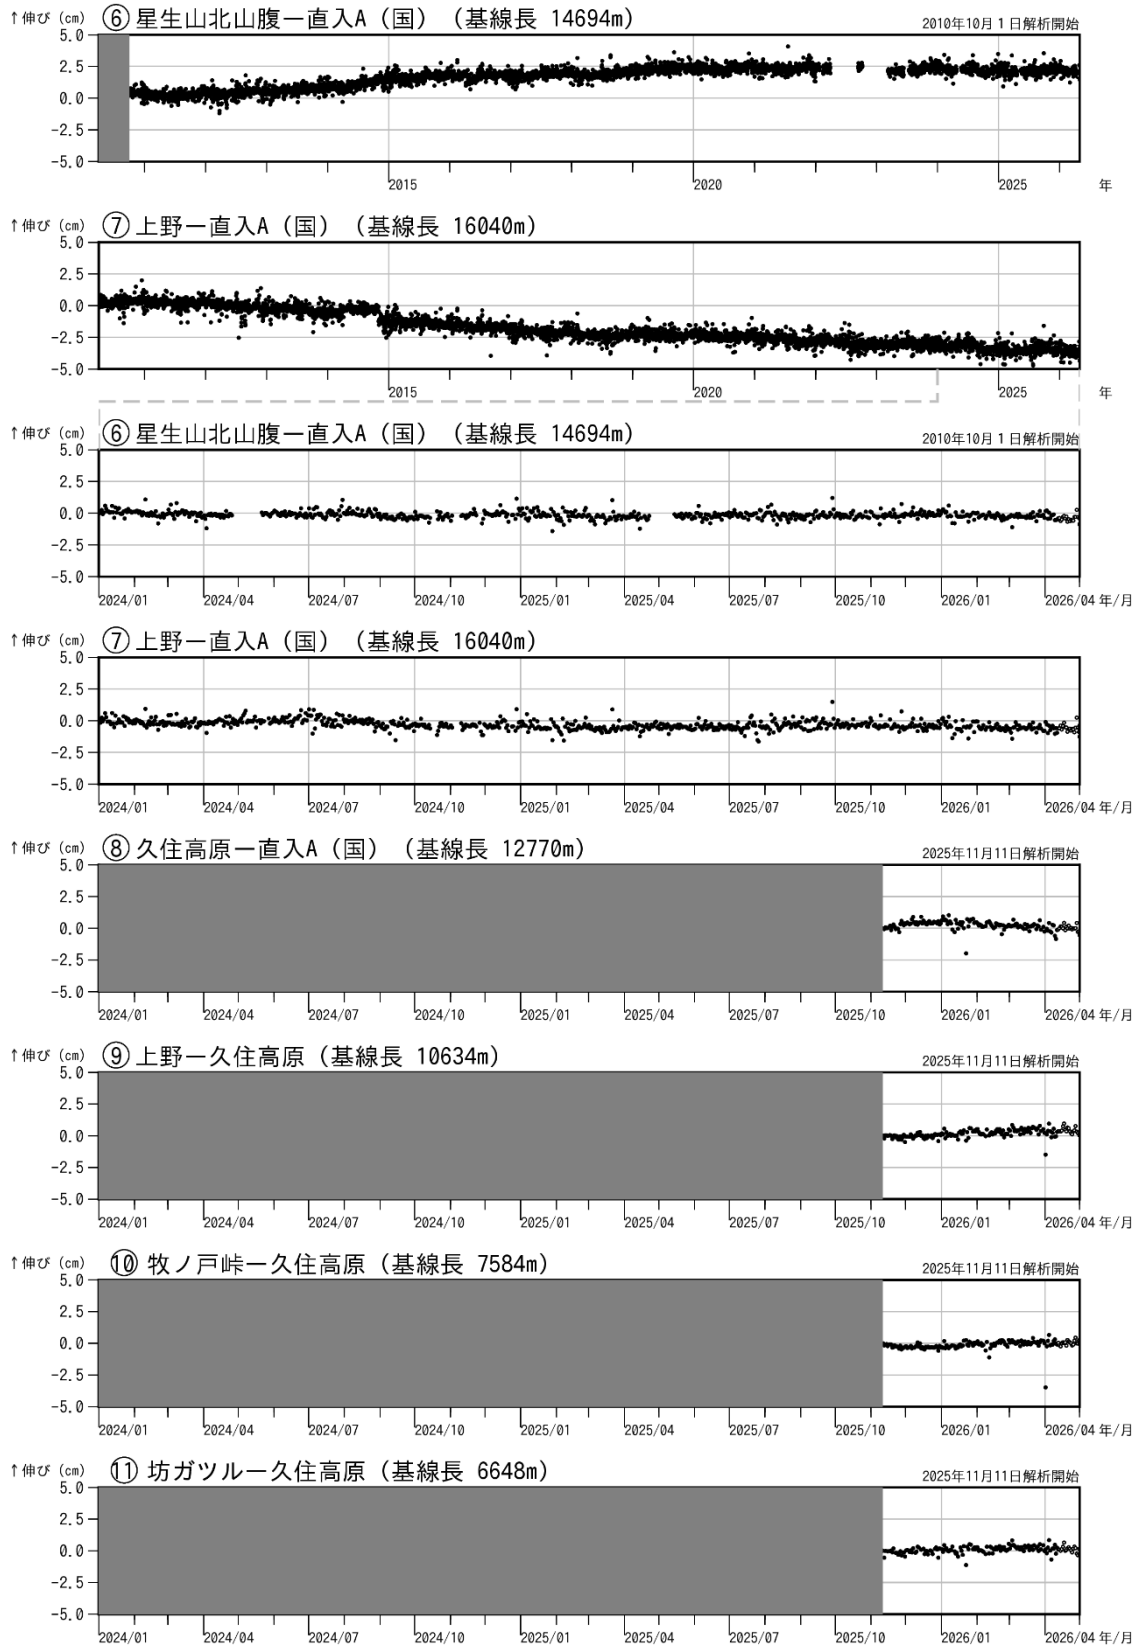 ↑伸び (cm) ⑥ 星生山北山腹ー直入A（国）（基線長 14694m） 2010年10月1日解析開始
5.0
2.5
0.0
-2.5
-5.0
2015 2020 2025 年
↑伸び (cm) ⑦ 上野ー直入A（国）（基線長 16040m）
5.0
2.5
0.0
-2.5
-5.0
2015 2020 2025 年
↑伸び (cm) ⑥ 星生山北山腹ー直入A（国）（基線長 14694m） 2010年10月1日解析開始
5.0
2.5
0.0
-2.5
-5.0
2024/01 2024/04 2024/07 2024/10 2025/01 2025/04 2025/07 2025/10 2026/01 2026/04 年/月
↑伸び (cm) ⑦ 上野ー直入A（国）（基線長 16040m）
5.0
2.5
0.0
-2.5
-5.0
2024/01 2024/04 2024/07 2024/10 2025/01 2025/04 2025/07 2025/10 2026/01 2026/04 年/月
↑伸び (cm) ⑧ 久住高原ー直入A（国）（基線長 12770m） 2025年11月11日解析開始
5.0
2.5
0.0
-2.5
-5.0
2024/01 2024/04 2024/07 2024/10 2025/01 2025/04 2025/07 2025/10 2026/01 2026/04 年/月
↑伸び (cm) ⑨ 上野ー久住高原（基線長 10634m） 2025年11月11日解析開始
5.0
2.5
0.0
-2.5
-5.0
2024/01 2024/04 2024/07 2024/10 2025/01 2025/04 2025/07 2025/10 2026/01 2026/04 年/月
↑伸び (cm) ⑩ 牧ノ戸峠ー久住高原（基線長 7584m） 2025年11月11日解析開始
5.0
2.5
0.0
-2.5
-5.0
2024/01 2024/04 2024/07 2024/10 2025/01 2025/04 2025/07 2025/10 2026/01 2026/04 年/月
↑伸び (cm) ⑪ 坊ガツルー久住高原（基線長 6648m） 2025年11月11日解析開始
5.0
2.5
0.0
-2.5
-5.0
2024/01 2024/04 2024/07 2024/10 2025/01 2025/04 2025/07 2025/10 2026/01 2026/04 年/月